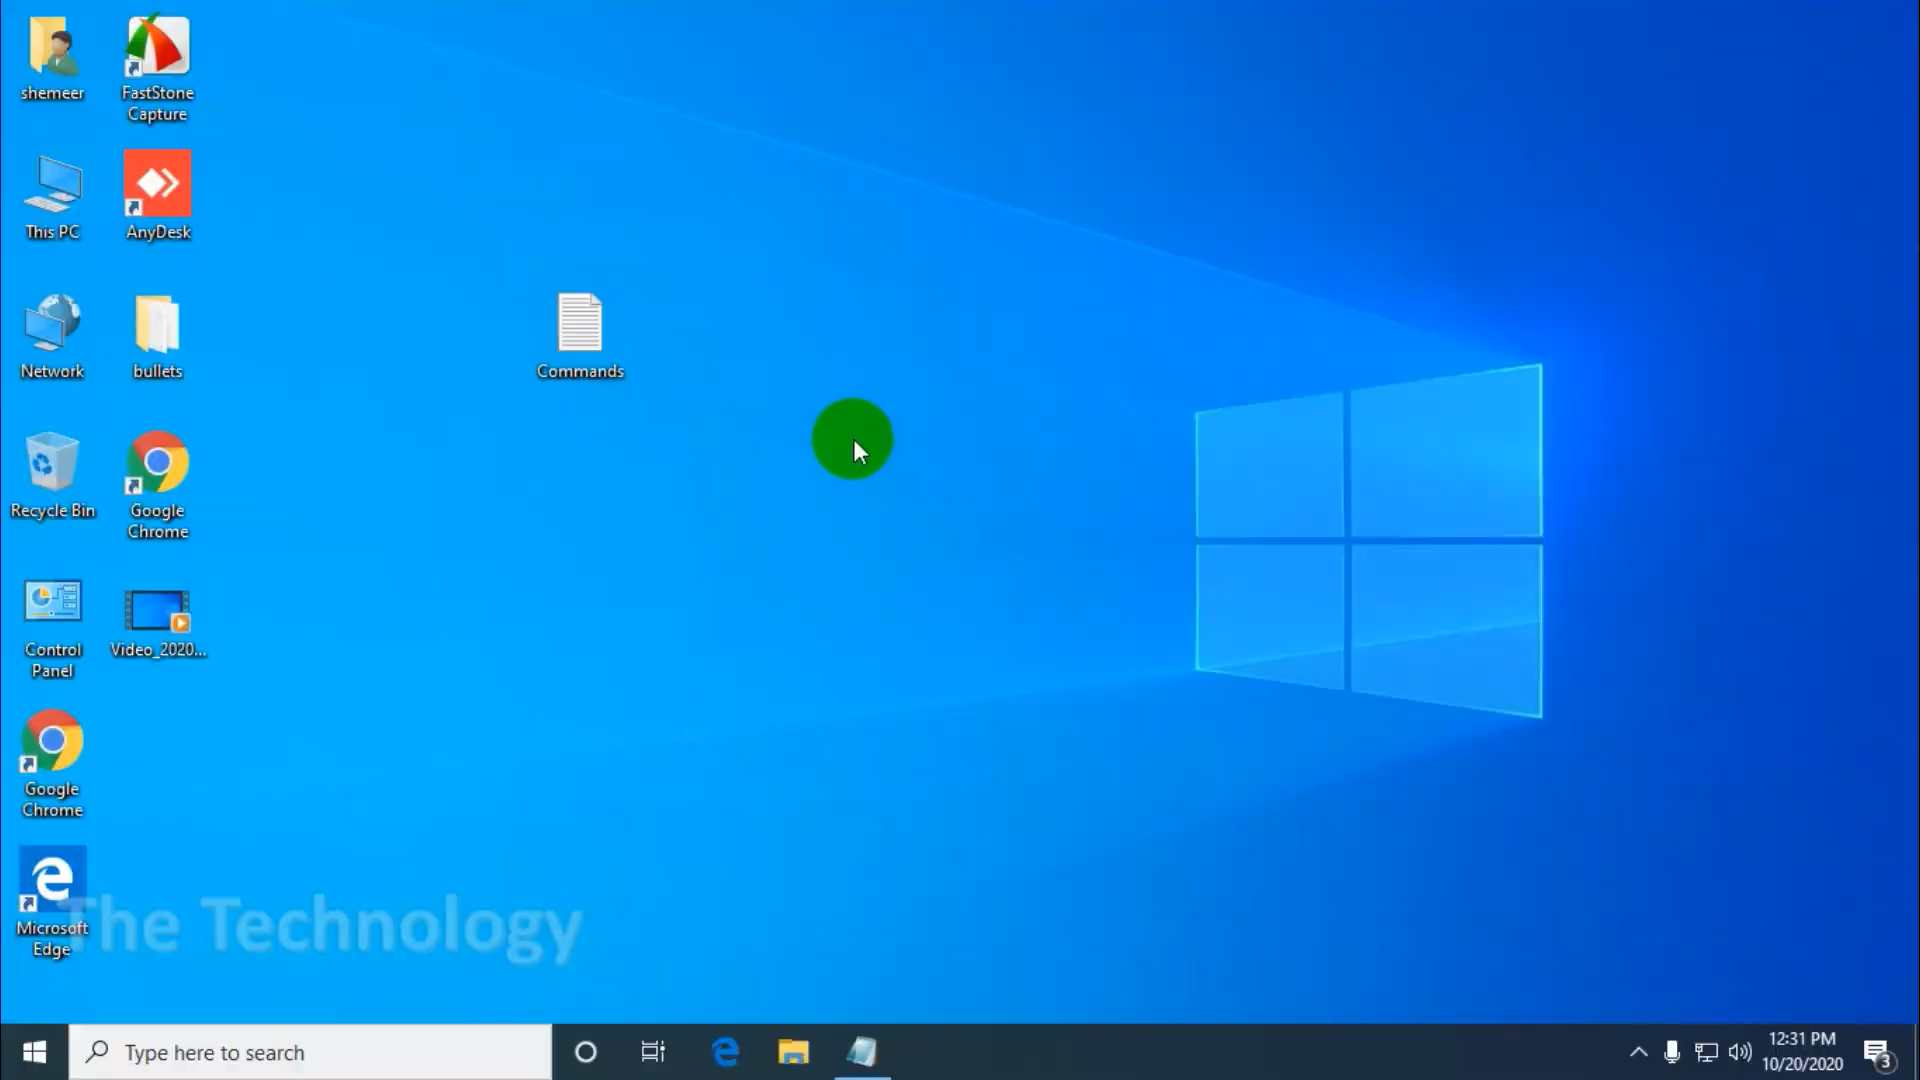 shemeer
FastStone
Capture
This PC
AnyDesk
Network
bullets
Commands
Recycle Bin
Google
Chrome
Control
Panel
Video_2020...
Google
Chrome
Microsoft
Edge
The Technology
Type here to search
12:31 PM
10/20/2020
3